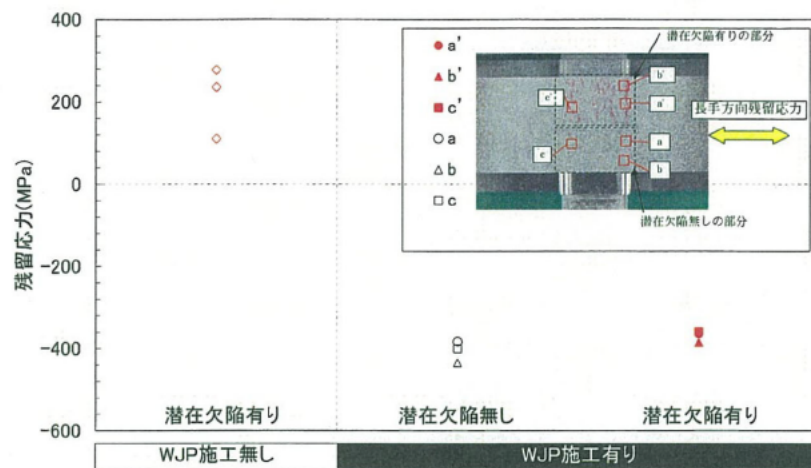 400
200
0
-200
-400
-600
残留応力(MPa)
a'
b'
c'
a
b
c
潜在欠陥有りの部分
b'
c'
a'
長手方向残留応力
a
c
b
潜在欠陥無しの部分
潜在欠陥有り
潜在欠陥無し
潜在欠陥有り
WJP施工無し
WJP施工有り